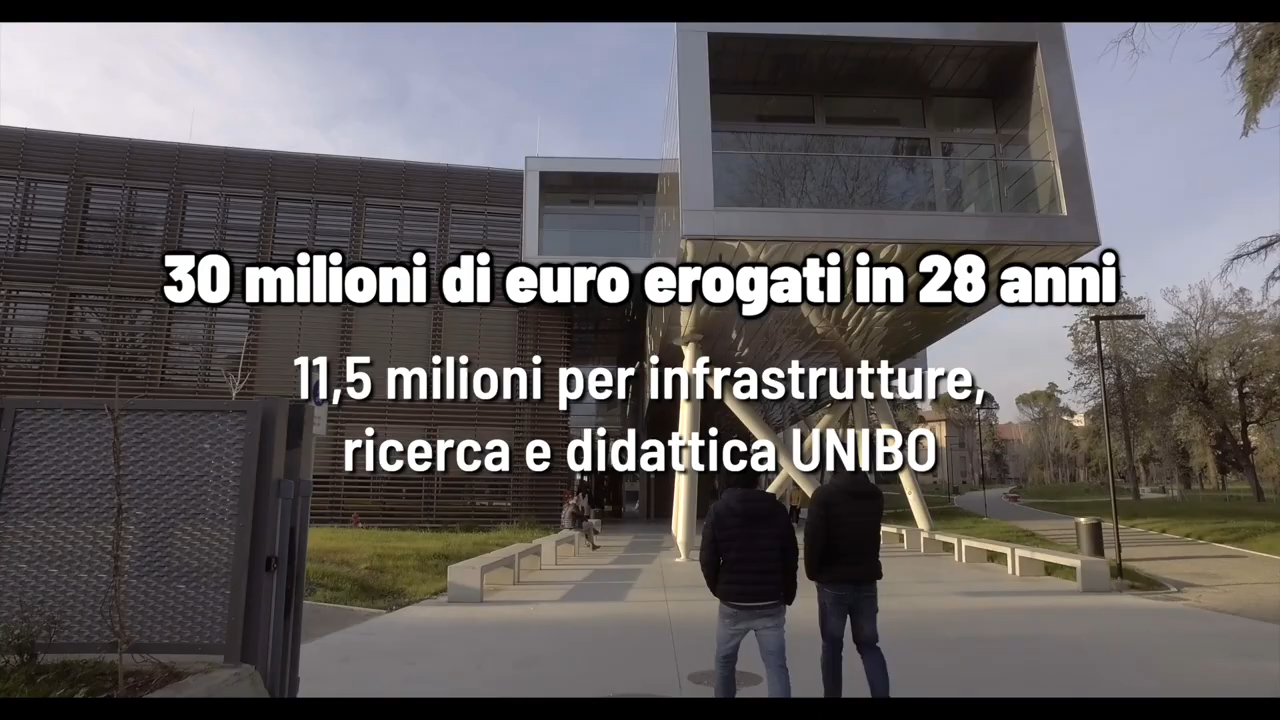 30 milioni di euro erogati in 28 anni
11,5 milioni per infrastrutture,
ricerca e didattica UNIBO